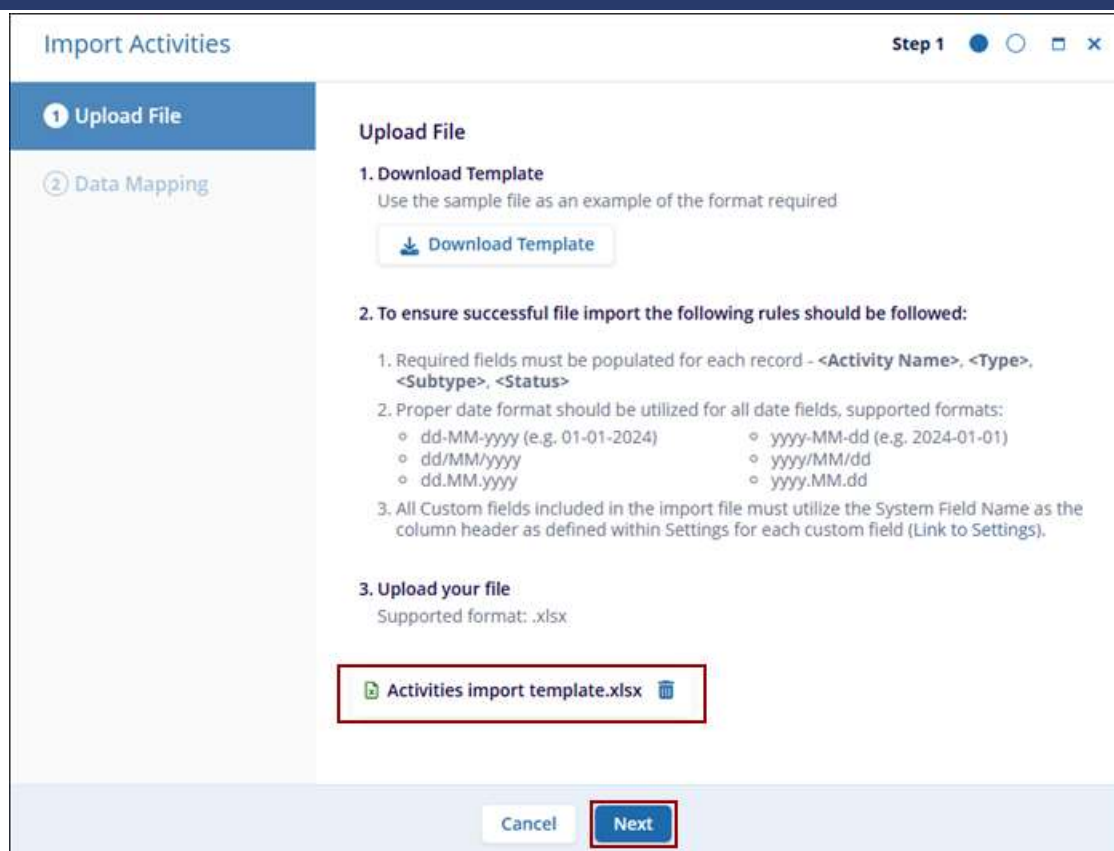 Import Activities
Step 1
1 Upload File
2 Data Mapping
Upload File
1. Download Template
Use the sample file as an example of the format required
Download Template
2. To ensure successful file import the following rules should be followed:
1. Required fields must be populated for each record - <Activity Name>, <Type>,
<Subtype>, <Status>
2. Proper date format should be utilized for all date fields, supported formats:
dd-MM-yyyy (e.g. 01-01-2024)
dd/MM/yyyy
dd.MM.yyyy
yyyy-MM-dd (e.g. 2024-01-01)
yyyy/MM/dd
yyyy.MM.dd
3. All Custom fields included in the import file must utilize the System Field Name as the
column header as defined within Settings for each custom field (Link to Settings).
3. Upload your file
Supported format: .xlsx
Activities import template.xlsx
Cancel
Next